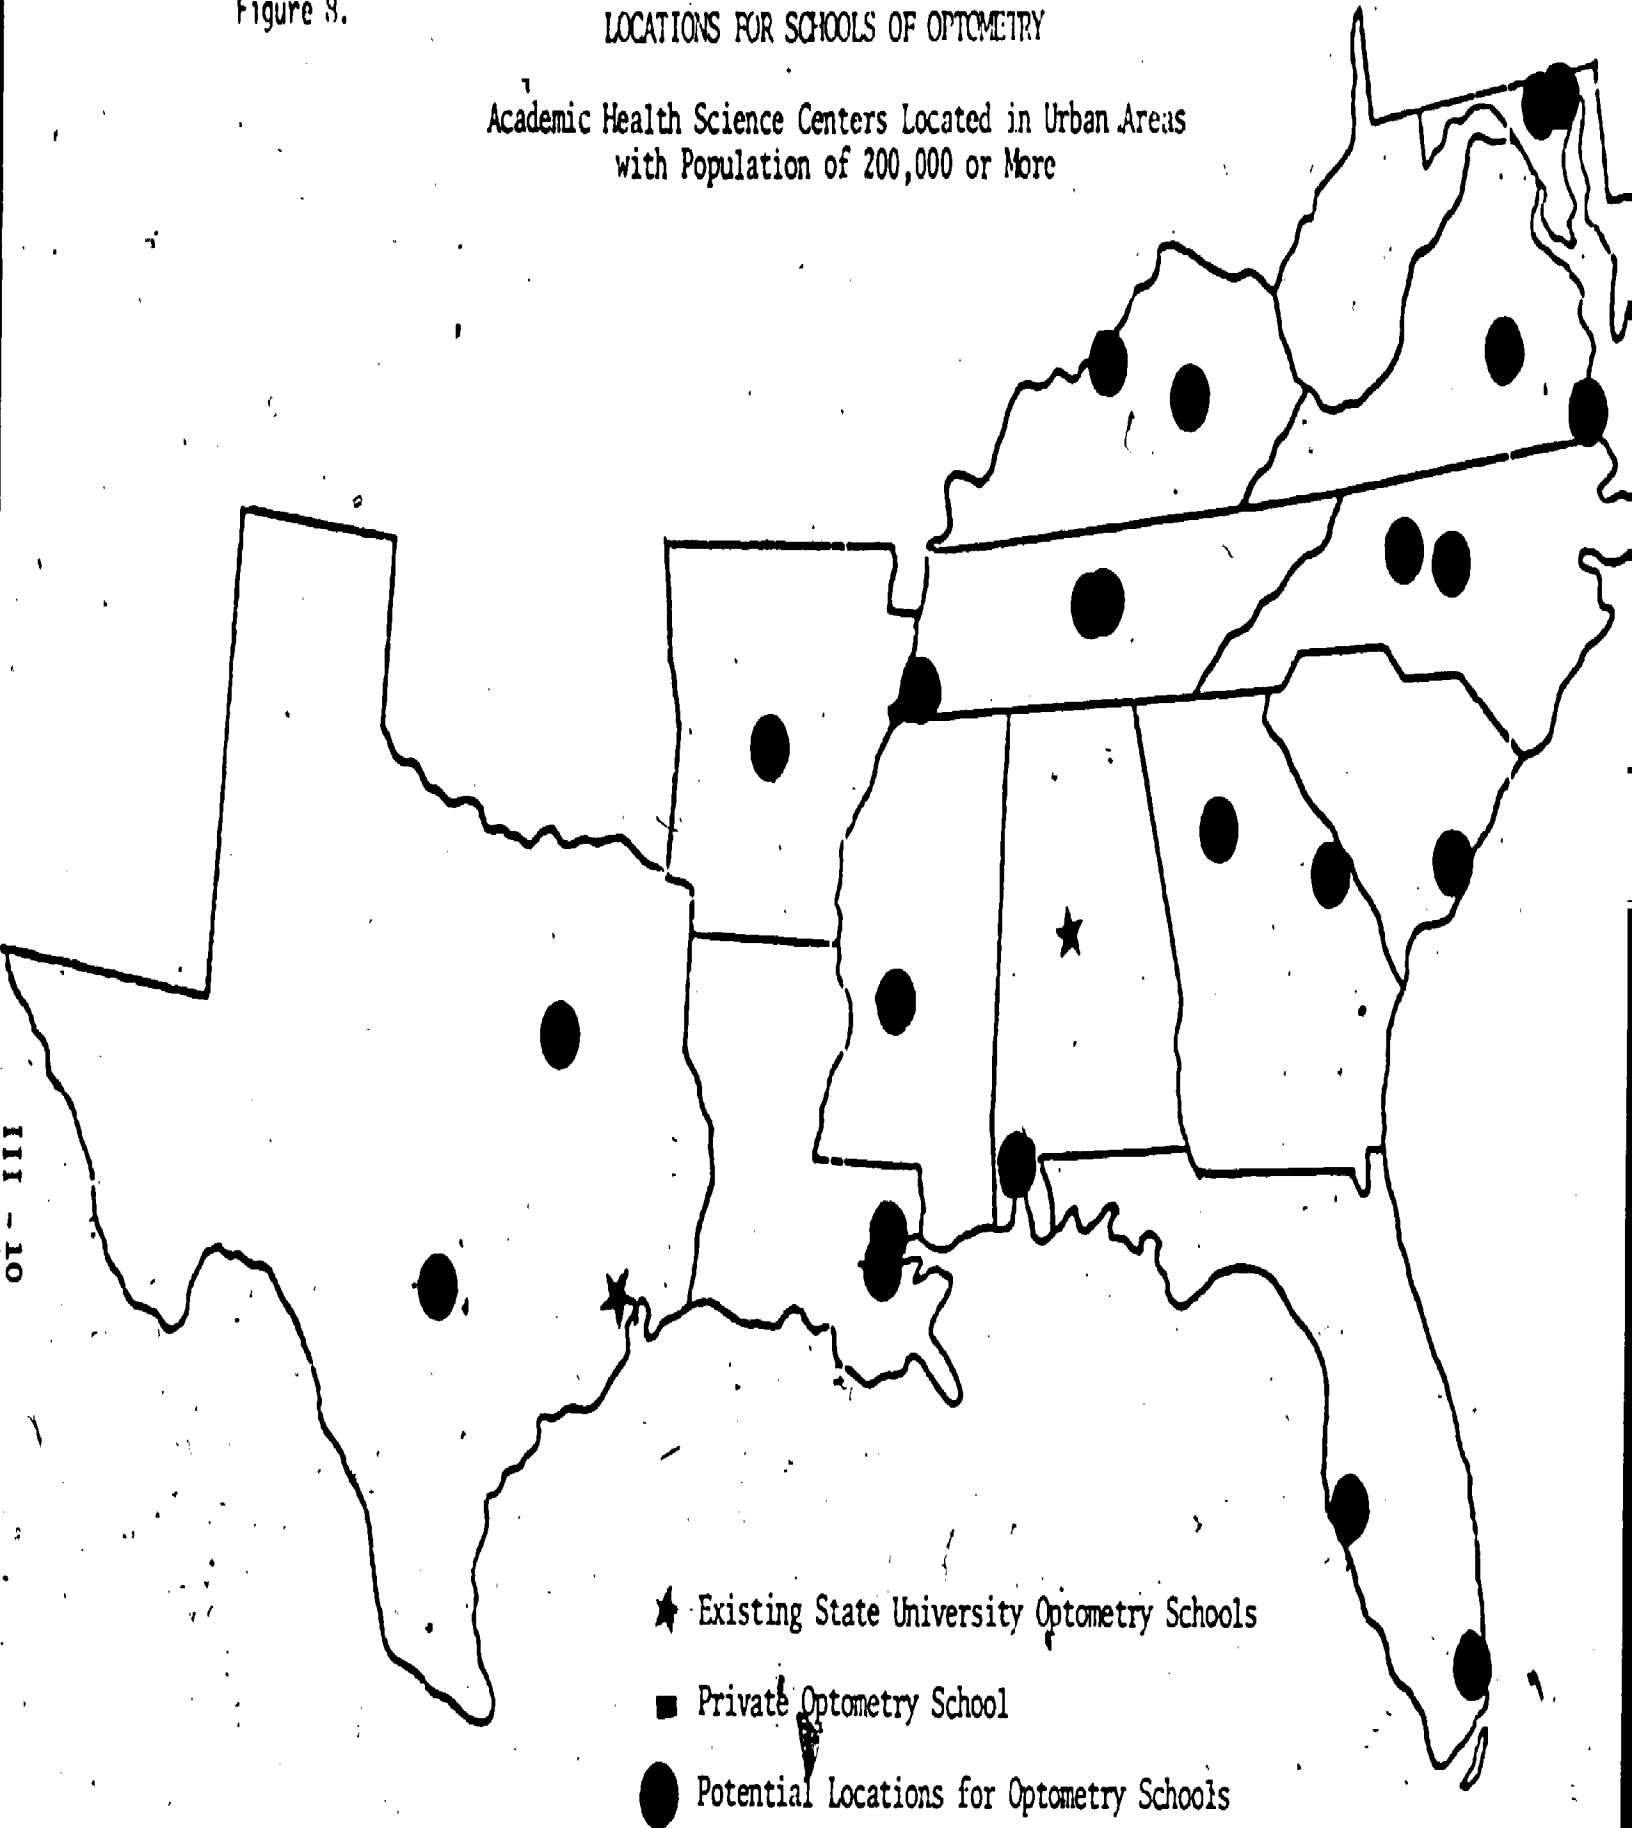 Figure 8.
LOCATIONS FOR SCHOOLS OF OPTOMETRY
Academic Health Science Centers Located in Urban Areas
with Population of 200,000 or More
III - 10
Existing State University Optometry Schools
Private Optometry School
Potential Locations for Optometry Schools